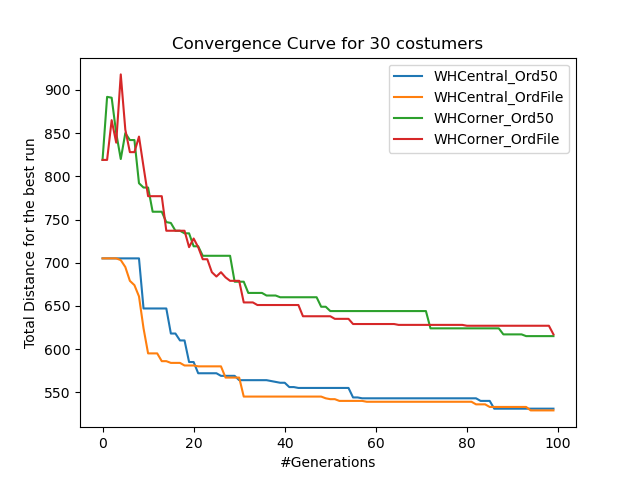 Convergence Curve for 30 costumers
WHCentral_Ord50
WHCentral_OrdFile
WHCorner_Ord50
WHCorner_OrdFile
Total Distance for the best run
900
850
800
750
700
650
600
550
0
20
40
60
80
100
#Generations